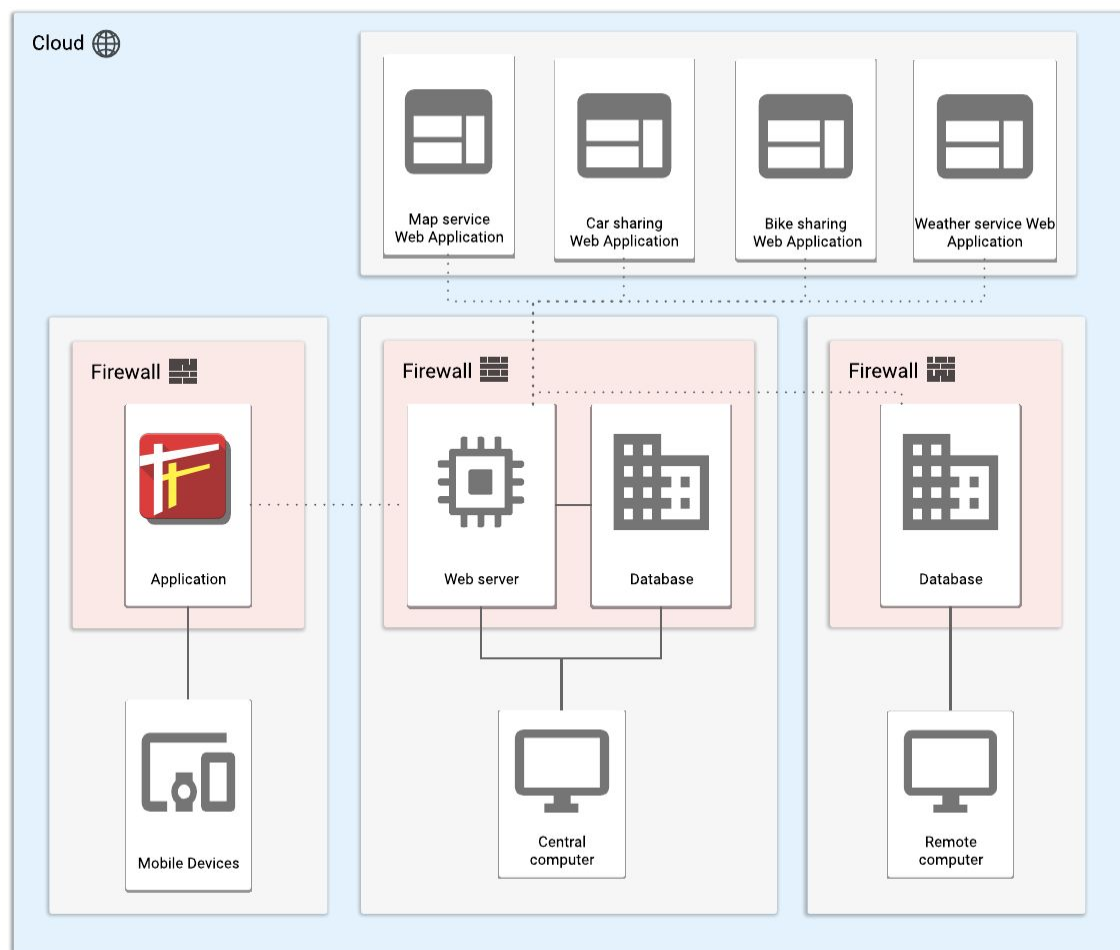 Cloud
Map service
Web Application
Car sharing
Web Application
Bike sharing
Web Application
Weather service Web
Application
Firewall
Firewall
Firewall
Application
Web server
Database
Database
Mobile Devices
Central
computer
Remote
computer